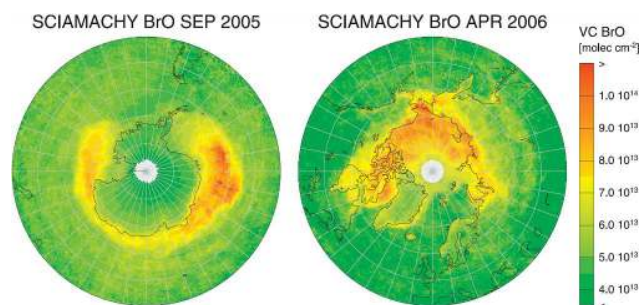 SCIAMACHY BrO SEP 2005
SCIAMACHY BrO APR 2006
VC BrO
[molec cm⁻²]
>
1.0 10¹⁴
9.0 10¹³
8.0 10¹³
7.0 10¹³
6.0 10¹³
5.0 10¹³
4.0 10¹³